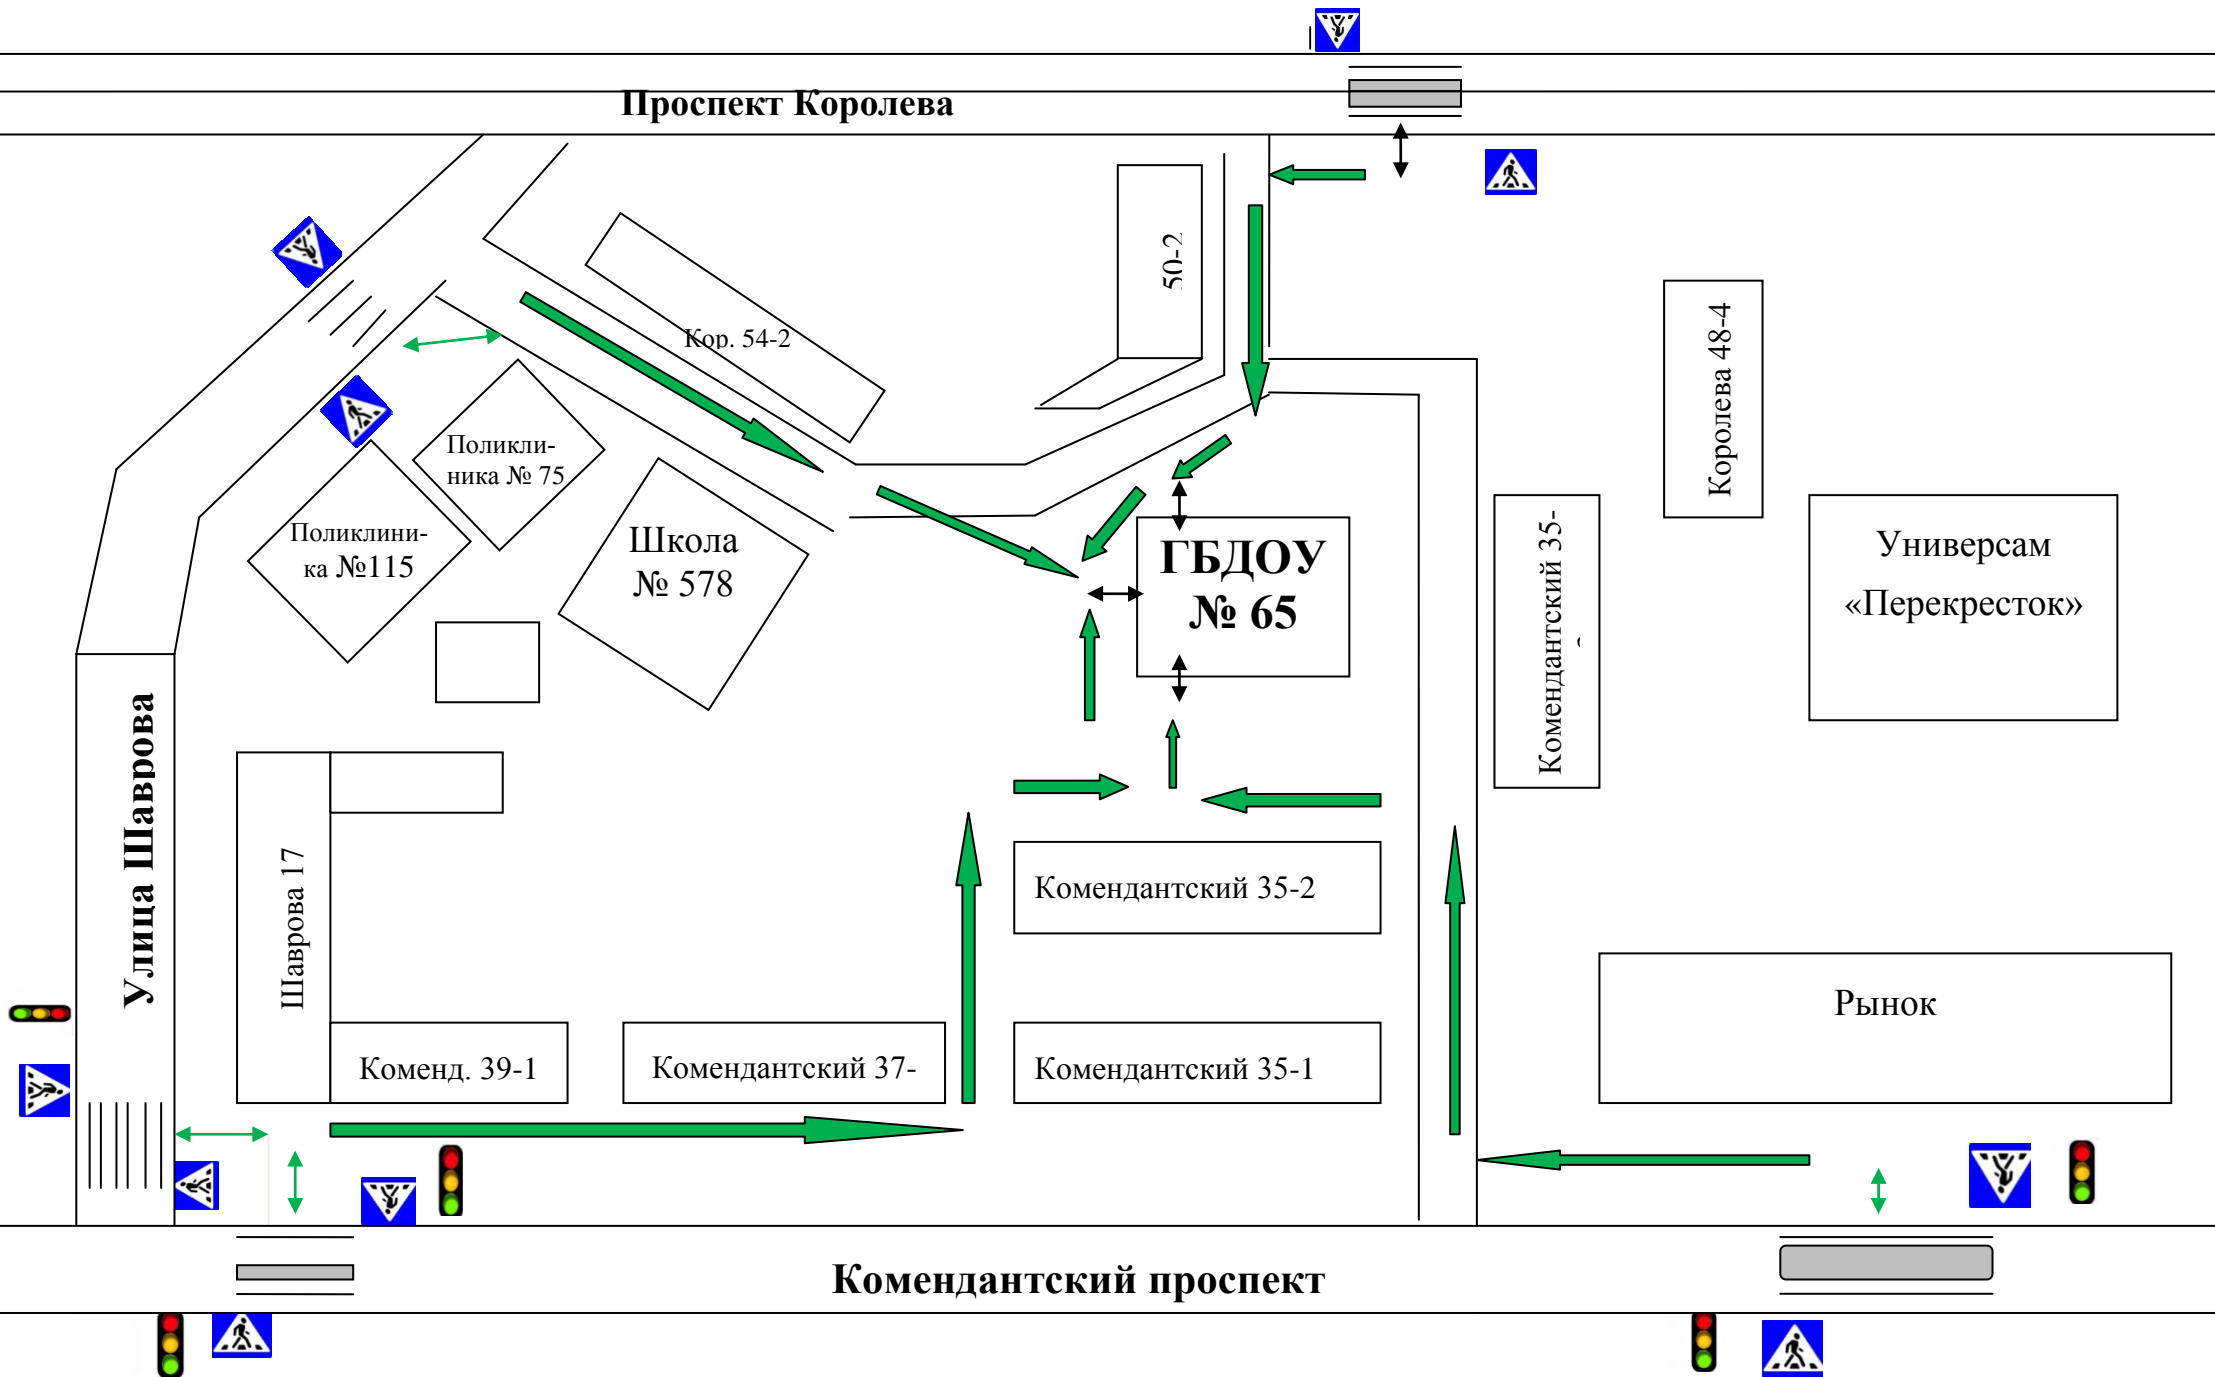 Проспект Королева
50-2
Кор. 54-2
Королева 48-4
Поликли-
ника № 75
Поликлини-
ка №115
Школа
№ 578
ГБДОУ
№ 65
Комендантский 35-
Универсам
«Перекресток»
Улица Шаврова
Шаврова 17
Комендантский 35-2
Рынок
Коменд. 39-1
Комендантский 37-
Комендантский 35-1
Комендантский проспект